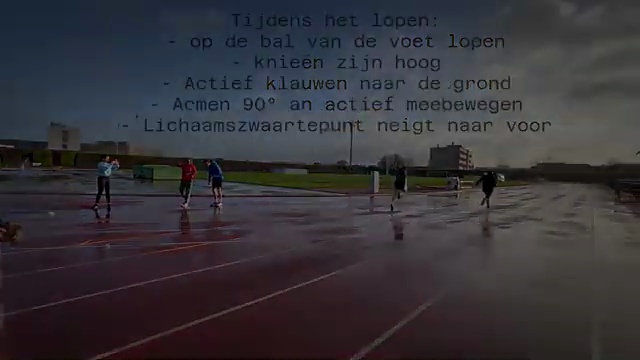 Tijdens het lopen:
- op de bal van de voet lopen
- knieën zijn hoog
- Actief klauwen naar de grond
- Armen 90° an actief meebewegen
- Lichaamszwaartepunt neigt naar voor